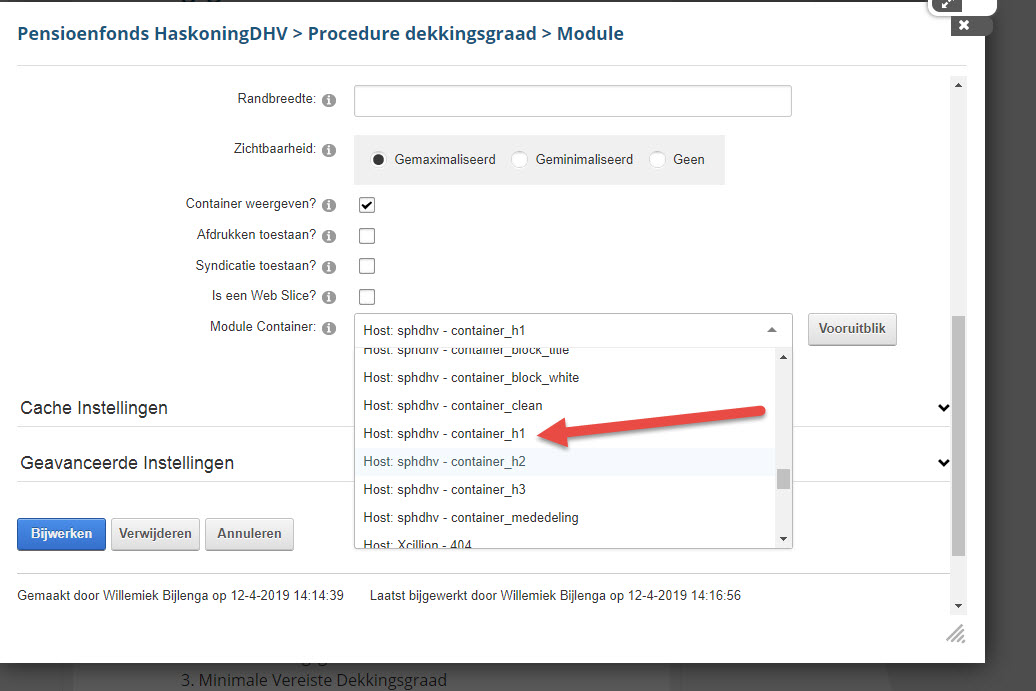 Pensioenfonds HaskoningDHV > Procedure dekkingsgraad > Module
Randbreedte:
Zichtbaarheid:
Gemaximaliseerd Geminimaliseerd Geen
Container weergeven?
Afdrukken toestaan?
Syndicatie toestaan?
Is een Web Slice?
Module Container:
Host: sphdhv - container_h1
Vooruitblik
Host: sphdhv - container_block_title
Host: sphdhv - container_block_white
Host: sphdhv - container_clean
Host: sphdhv - container_h1
Host: sphdhv - container_h2
Host: sphdhv - container_h3
Host: sphdhv - container_mededeling
Host: Xcillion - 404
Cache Instellingen
Geavanceerde Instellingen
Bijwerken Verwijderen Annuleren
Gemaakt door Willemiek Bijlenga op 12-4-2019 14:14:39 Laatst bijgewerkt door Willemiek Bijlenga op 12-4-2019 14:16:56
3. Minimale Vereiste Dekkingsgraad